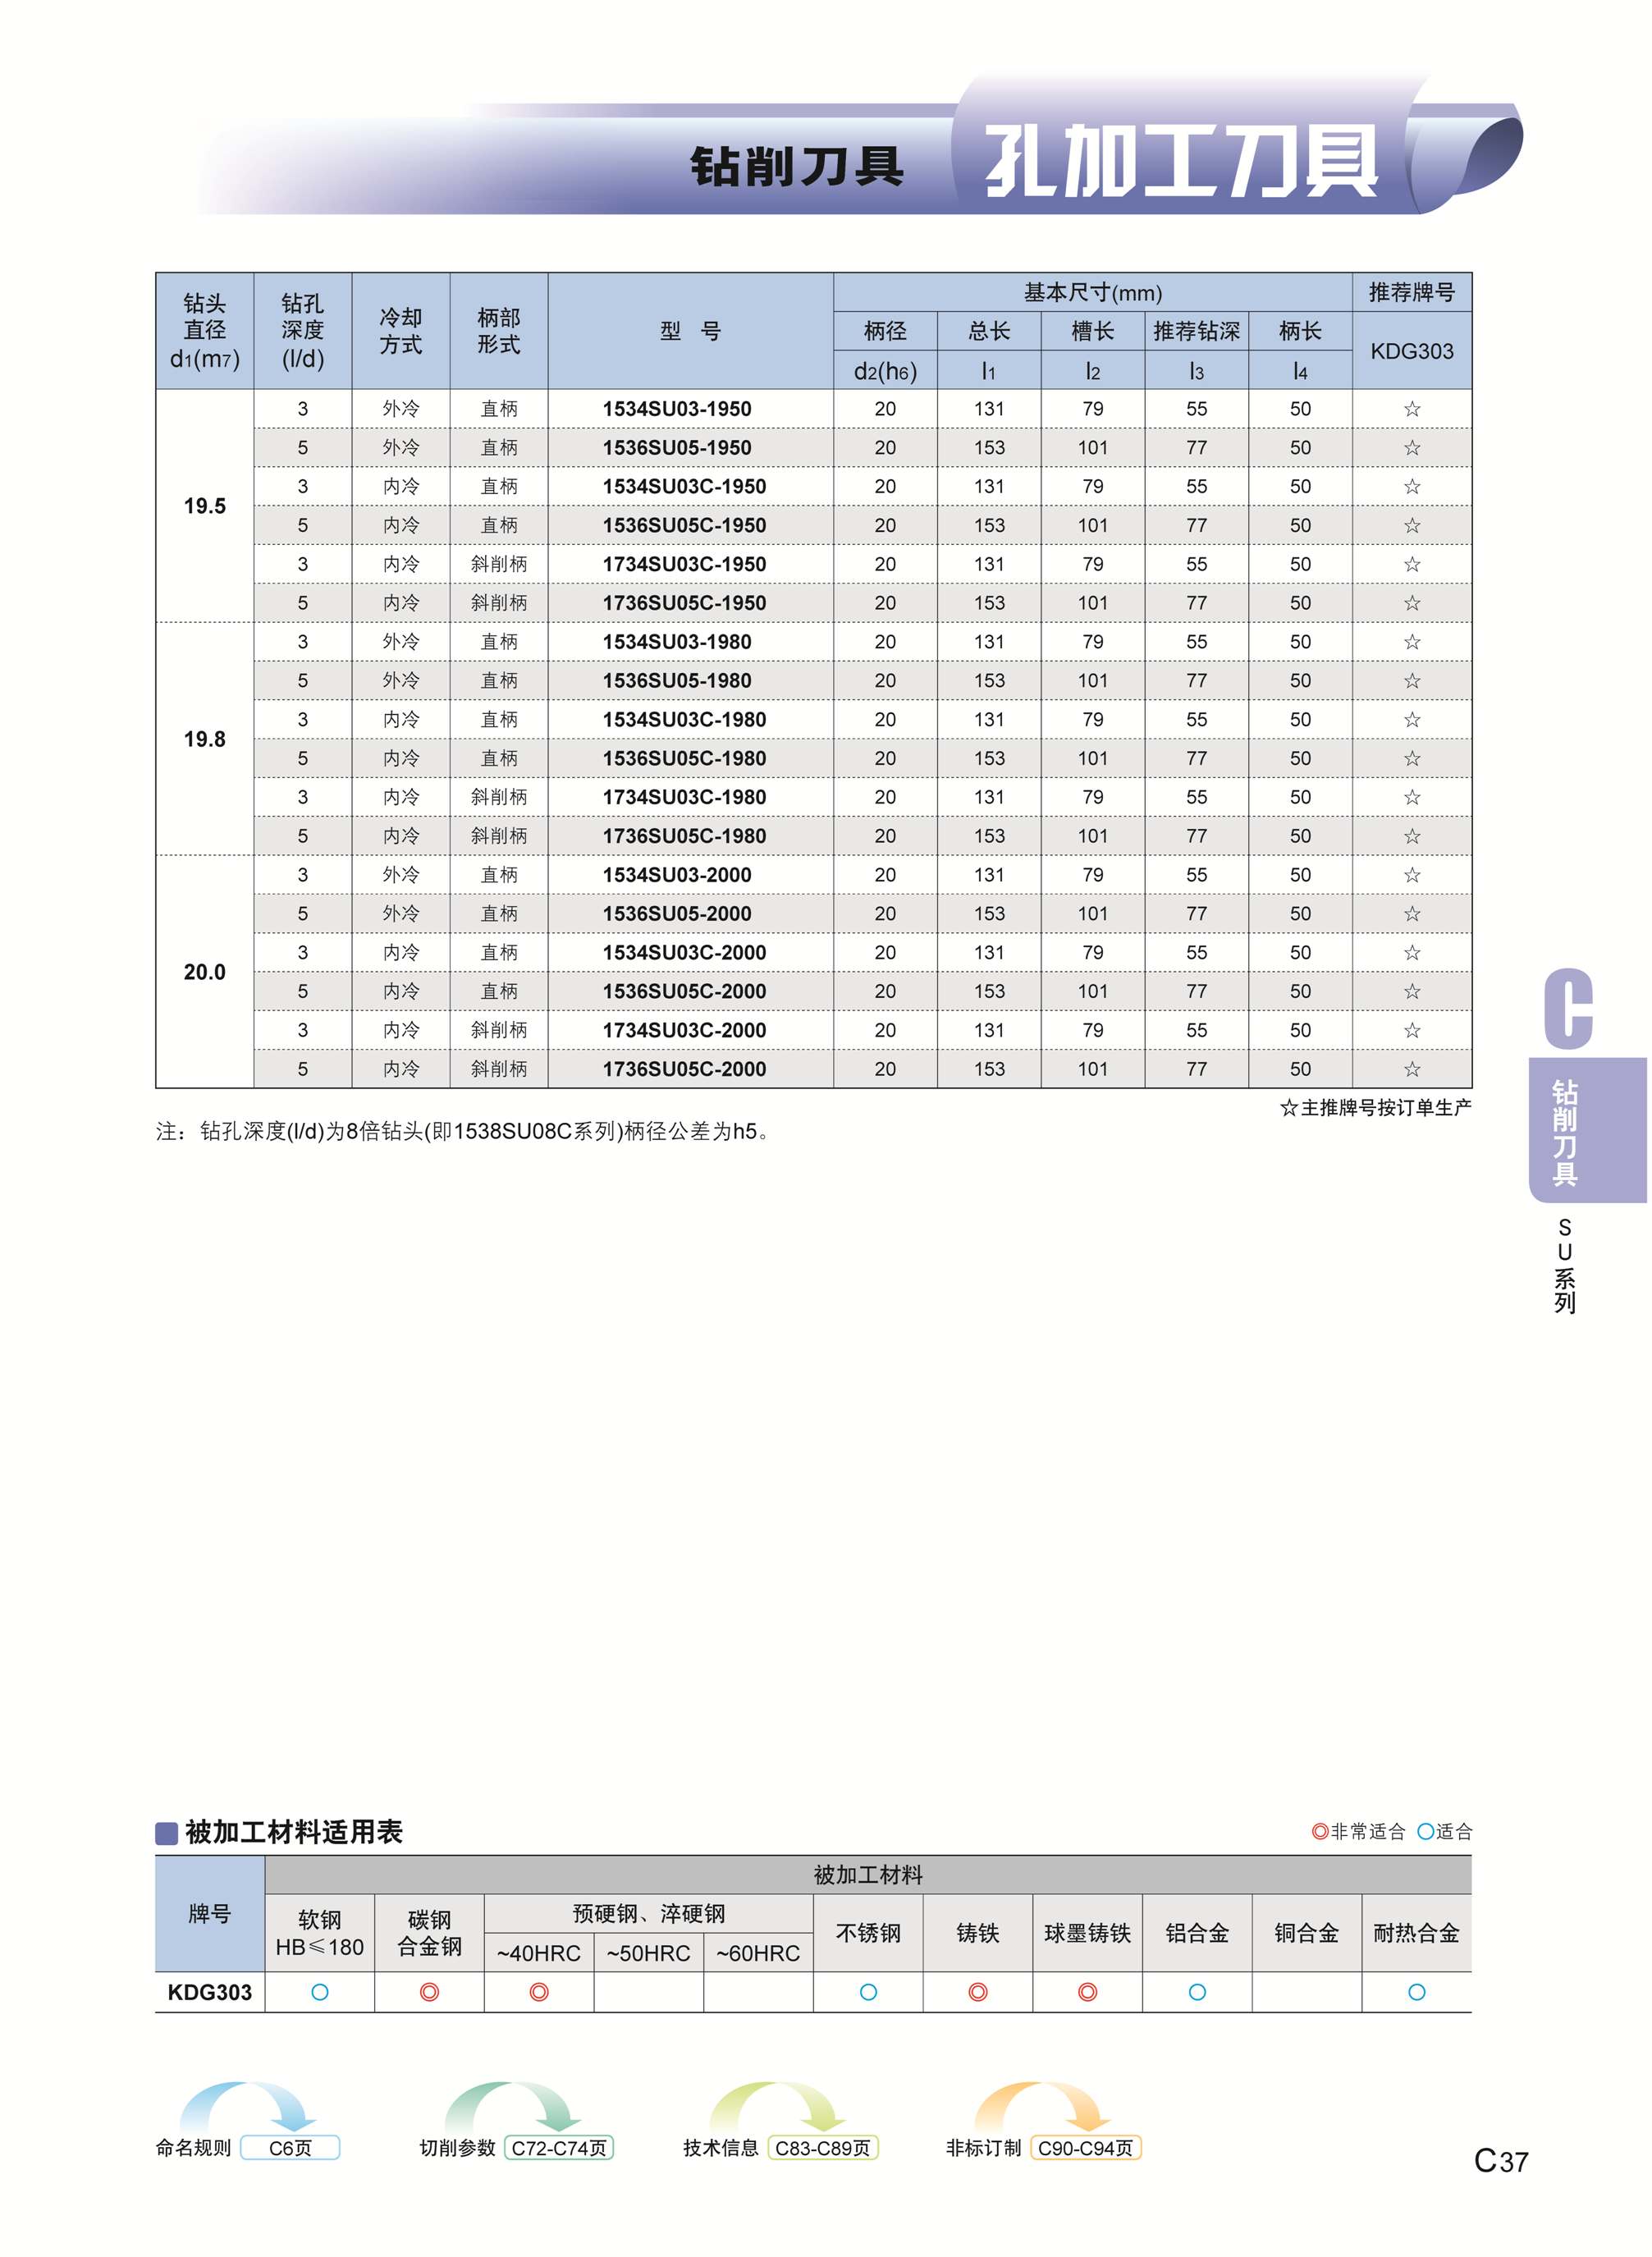 钻削刀具 孔加工刀具
钻头直径d1(m7) 钻孔深度(l/d) 冷却方式 柄部形式 型 号 基本尺寸(mm) 推荐牌号
柄径 总长 槽长 推荐钻深 柄长 KDG303
d2(h6) l1 l2 l3 l4
19.5
3 外冷 直柄 1534SU03-1950 20 131 79 55 50 ☆
5 外冷 直柄 1536SU05-1950 20 153 101 77 50 ☆
3 内冷 直柄 1534SU03C-1950 20 131 79 55 50 ☆
5 内冷 直柄 1536SU05C-1950 20 153 101 77 50 ☆
3 内冷 斜削柄 1734SU03C-1950 20 131 79 55 50 ☆
5 内冷 斜削柄 1736SU05C-1950 20 153 101 77 50 ☆
19.8
3 外冷 直柄 1534SU03-1980 20 131 79 55 50 ☆
5 外冷 直柄 1536SU05-1980 20 153 101 77 50 ☆
3 内冷 直柄 1534SU03C-1980 20 131 79 55 50 ☆
5 内冷 直柄 1536SU05C-1980 20 153 101 77 50 ☆
3 内冷 斜削柄 1734SU03C-1980 20 131 79 55 50 ☆
5 内冷 斜削柄 1736SU05C-1980 20 153 101 77 50 ☆
20.0
3 外冷 直柄 1534SU03-2000 20 131 79 55 50 ☆
5 外冷 直柄 1536SU05-2000 20 153 101 77 50 ☆
3 内冷 直柄 1534SU03C-2000 20 131 79 55 50 ☆
5 内冷 直柄 1536SU05C-2000 20 153 101 77 50 ☆
3 内冷 斜削柄 1734SU03C-2000 20 131 79 55 50 ☆
5 内冷 斜削柄 1736SU05C-2000 20 153 101 77 50 ☆
☆主推牌号按订单生产
注：钻孔深度(l/d)为8倍钻头(即1538SU08C系列)柄径公差为h5。
C
钻削刀具
SU系列
被加工材料适用表
◎非常适合 ○适合
牌号 被加工材料
软钢HB≤180 碳钢合金钢 预硬钢、淬硬钢 不锈钢 铸铁 球墨铸铁 铝合金 铜合金 耐热合金
~40HRC ~50HRC ~60HRC
KDG303 ○ ◎ ◎ ○ ◎ ◎ ○ ○
命名规则 C6页 切削参数 C72-C74页 技术信息 C83-C89页 非标订制 C90-C94页
C37